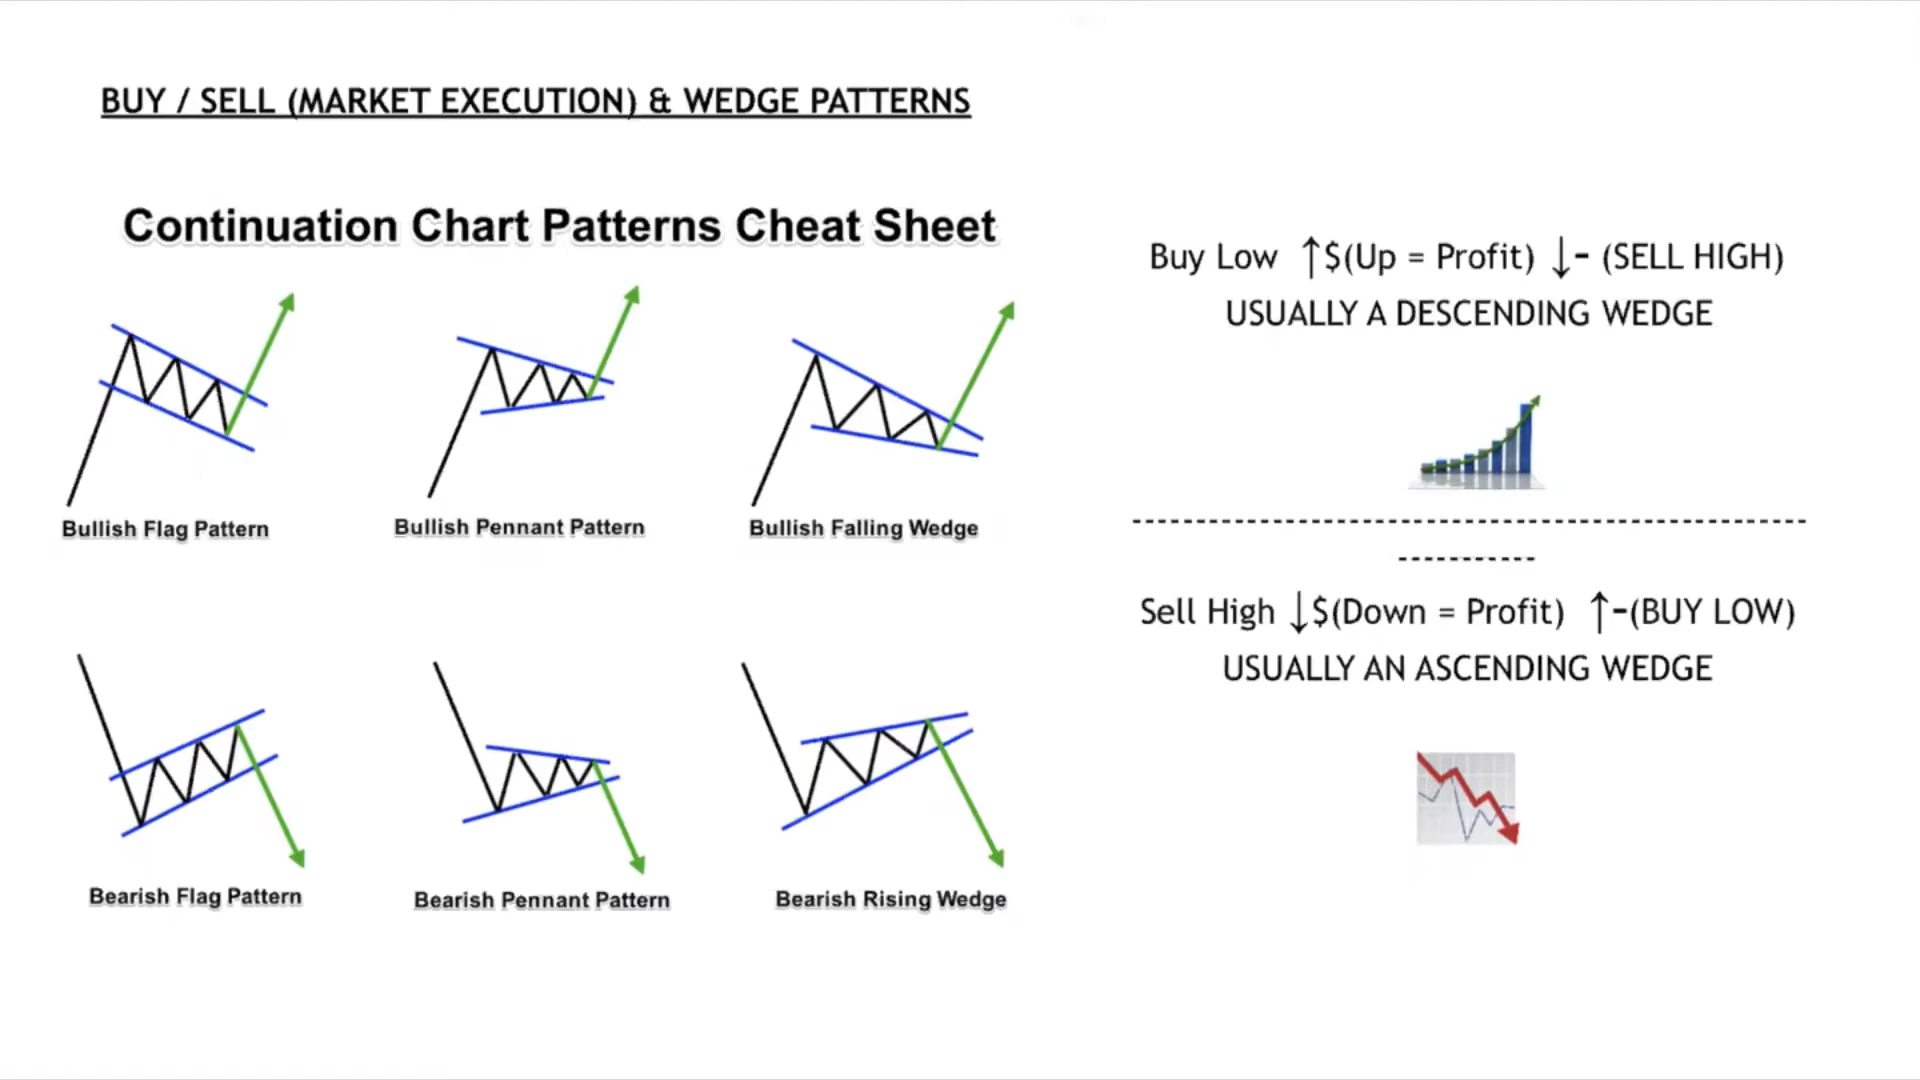 BUY / SELL (MARKET EXECUTION) & WEDGE PATTERNS
Continuation Chart Patterns Cheat Sheet
Bullish Flag Pattern
Bullish Pennant Pattern
Bullish Falling Wedge
Bearish Flag Pattern
Bearish Pennant Pattern
Bearish Rising Wedge
Buy Low ↑$(Up = Profit) ↓- (SELL HIGH)
USUALLY A DESCENDING WEDGE
Sell High ↓$(Down = Profit) ↑-(BUY LOW)
USUALLY AN ASCENDING WEDGE